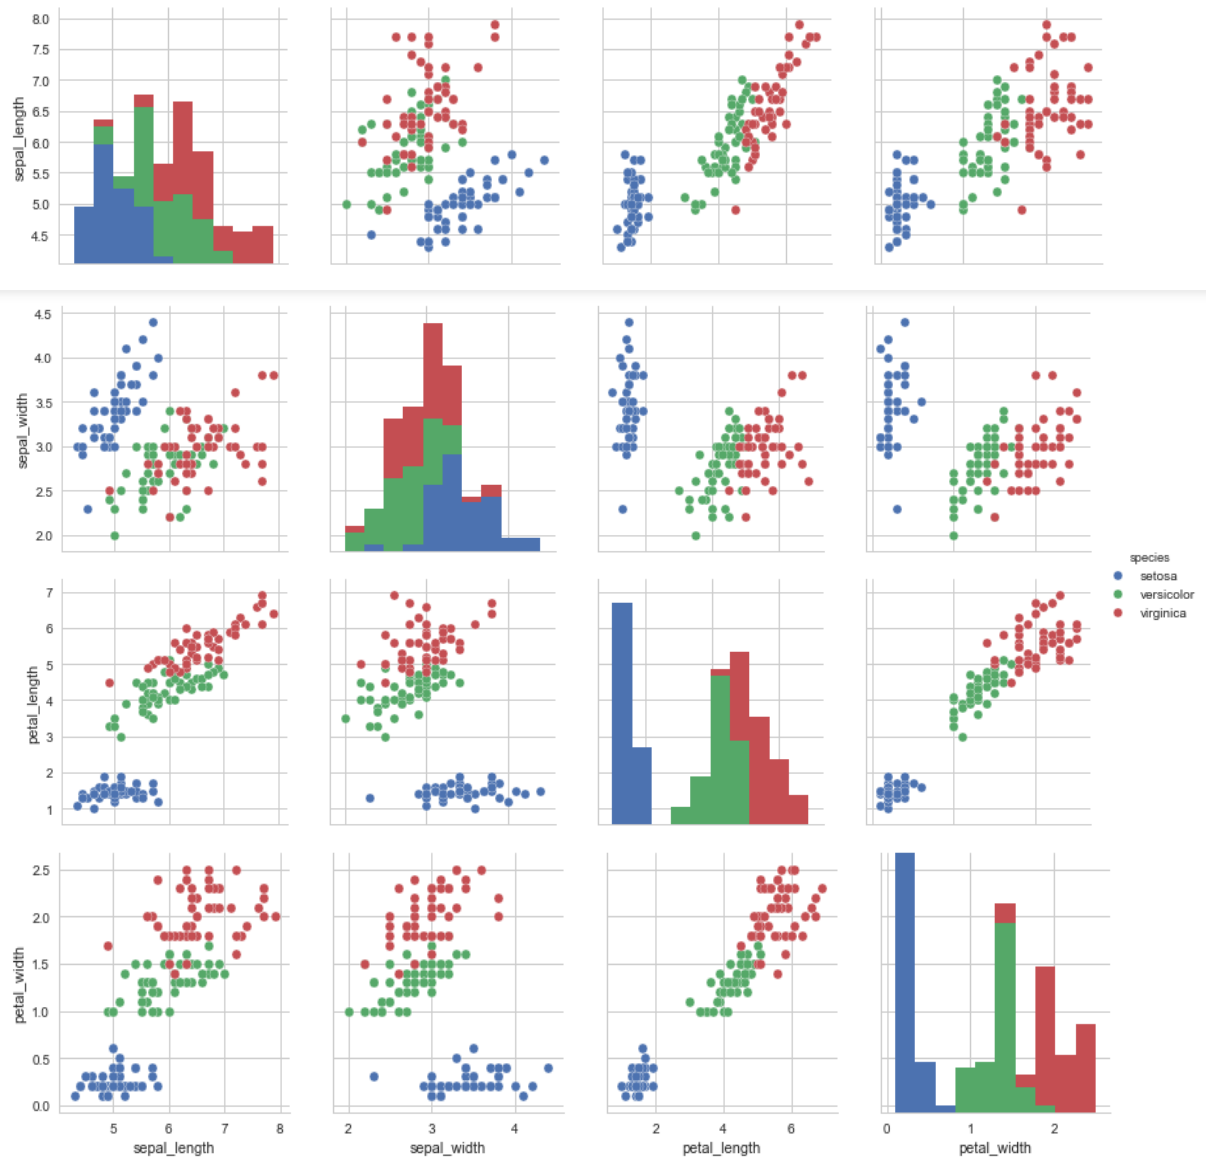 8.0
7.5
7.0
6.5
6.0
5.5
5.0
4.5
sepal_length
4.5
4.0
3.5
3.0
2.5
2.0
sepal_width
species
setosa
versicolor
virginica
7
6
5
4
3
2
1
petal_length
2.5
2.0
1.5
1.0
0.5
0.0
petal_width
5 6 7 8 2 3 4 2 4 6 0 1 2
sepal_length sepal_width petal_length petal_width